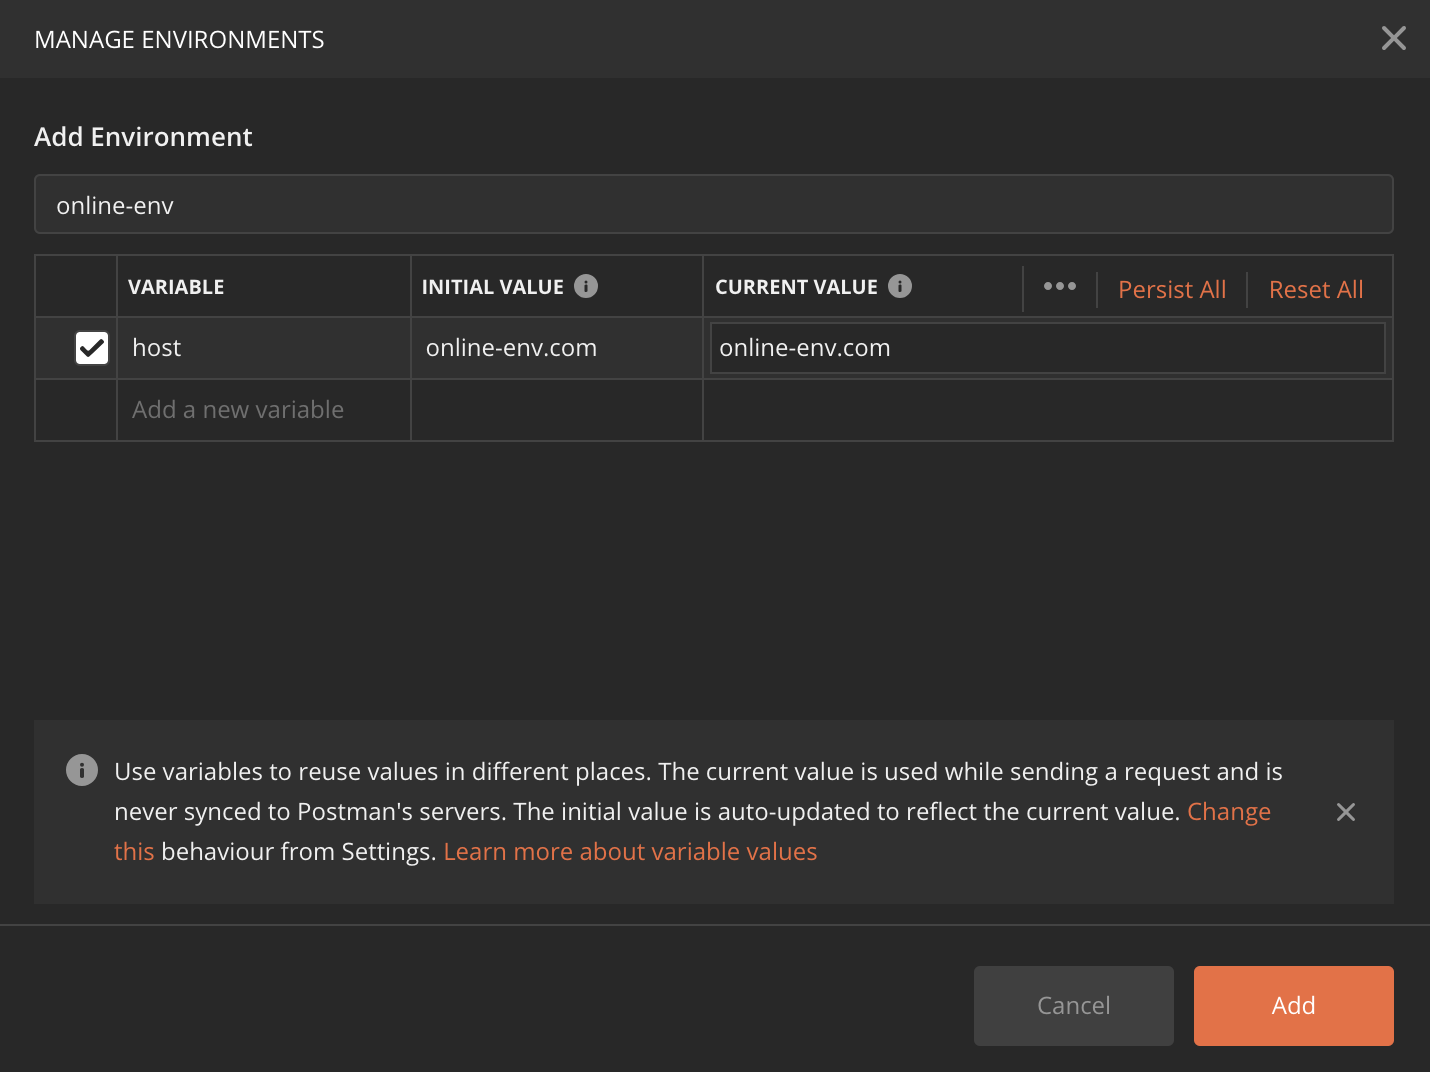 MANAGE ENVIRONMENTS
Add Environment
online-env
VARIABLE INITIAL VALUE CURRENT VALUE Persist All Reset All
host online-env.com online-env.com
Add a new variable
Use variables to reuse values in different places. The current value is used while sending a request and is
never synced to Postman's servers. The initial value is auto-updated to reflect the current value. Change
this behaviour from Settings. Learn more about variable values
Cancel Add